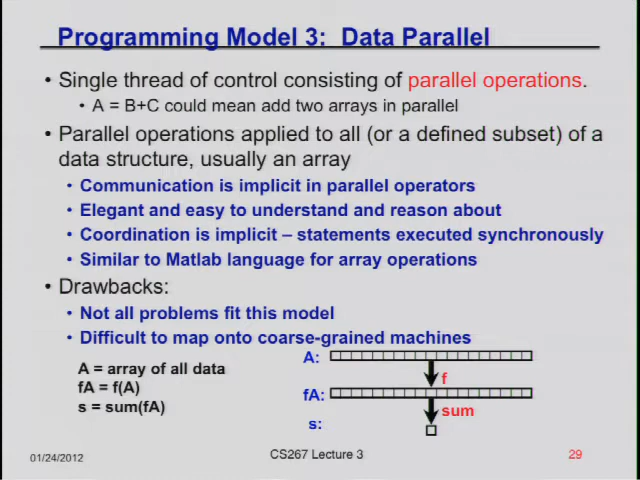 Programming Model 3: Data Parallel
• Single thread of control consisting of parallel operations.
• A = B+C could mean add two arrays in parallel
• Parallel operations applied to all (or a defined subset) of a
data structure, usually an array
• Communication is implicit in parallel operators
• Elegant and easy to understand and reason about
• Coordination is implicit – statements executed synchronously
• Similar to Matlab language for array operations
• Drawbacks:
• Not all problems fit this model
• Difficult to map onto coarse-grained machines
A = array of all data
fA = f(A)
s = sum(fA)
A:
f
fA:
sum
s:
01/24/2012
CS267 Lecture 3
29